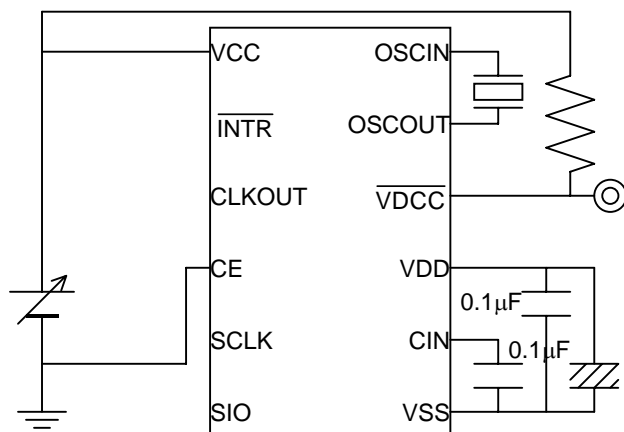 VCC OSCIN
INTR OSCOUT
CLKOUT VDCC
CE VDD
0.1μF
SCLK CIN
0.1μF
SIO VSS